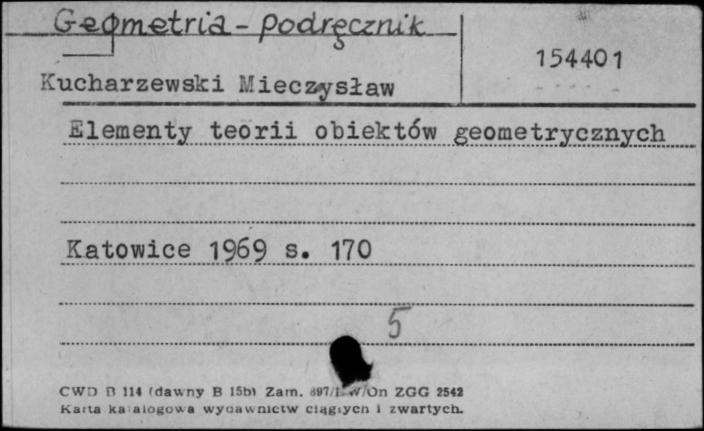 Geometria - podręcznik
154401
Kucharzewski Mieczysław
Elementy teorii obiektów geometrycznych
Katowice 1969 s. 170
5
CWD B 114 (dawny B 15b) Zam. ZGG 2542
Karta katalogowa wydawnictw ciągłych i zwartych.